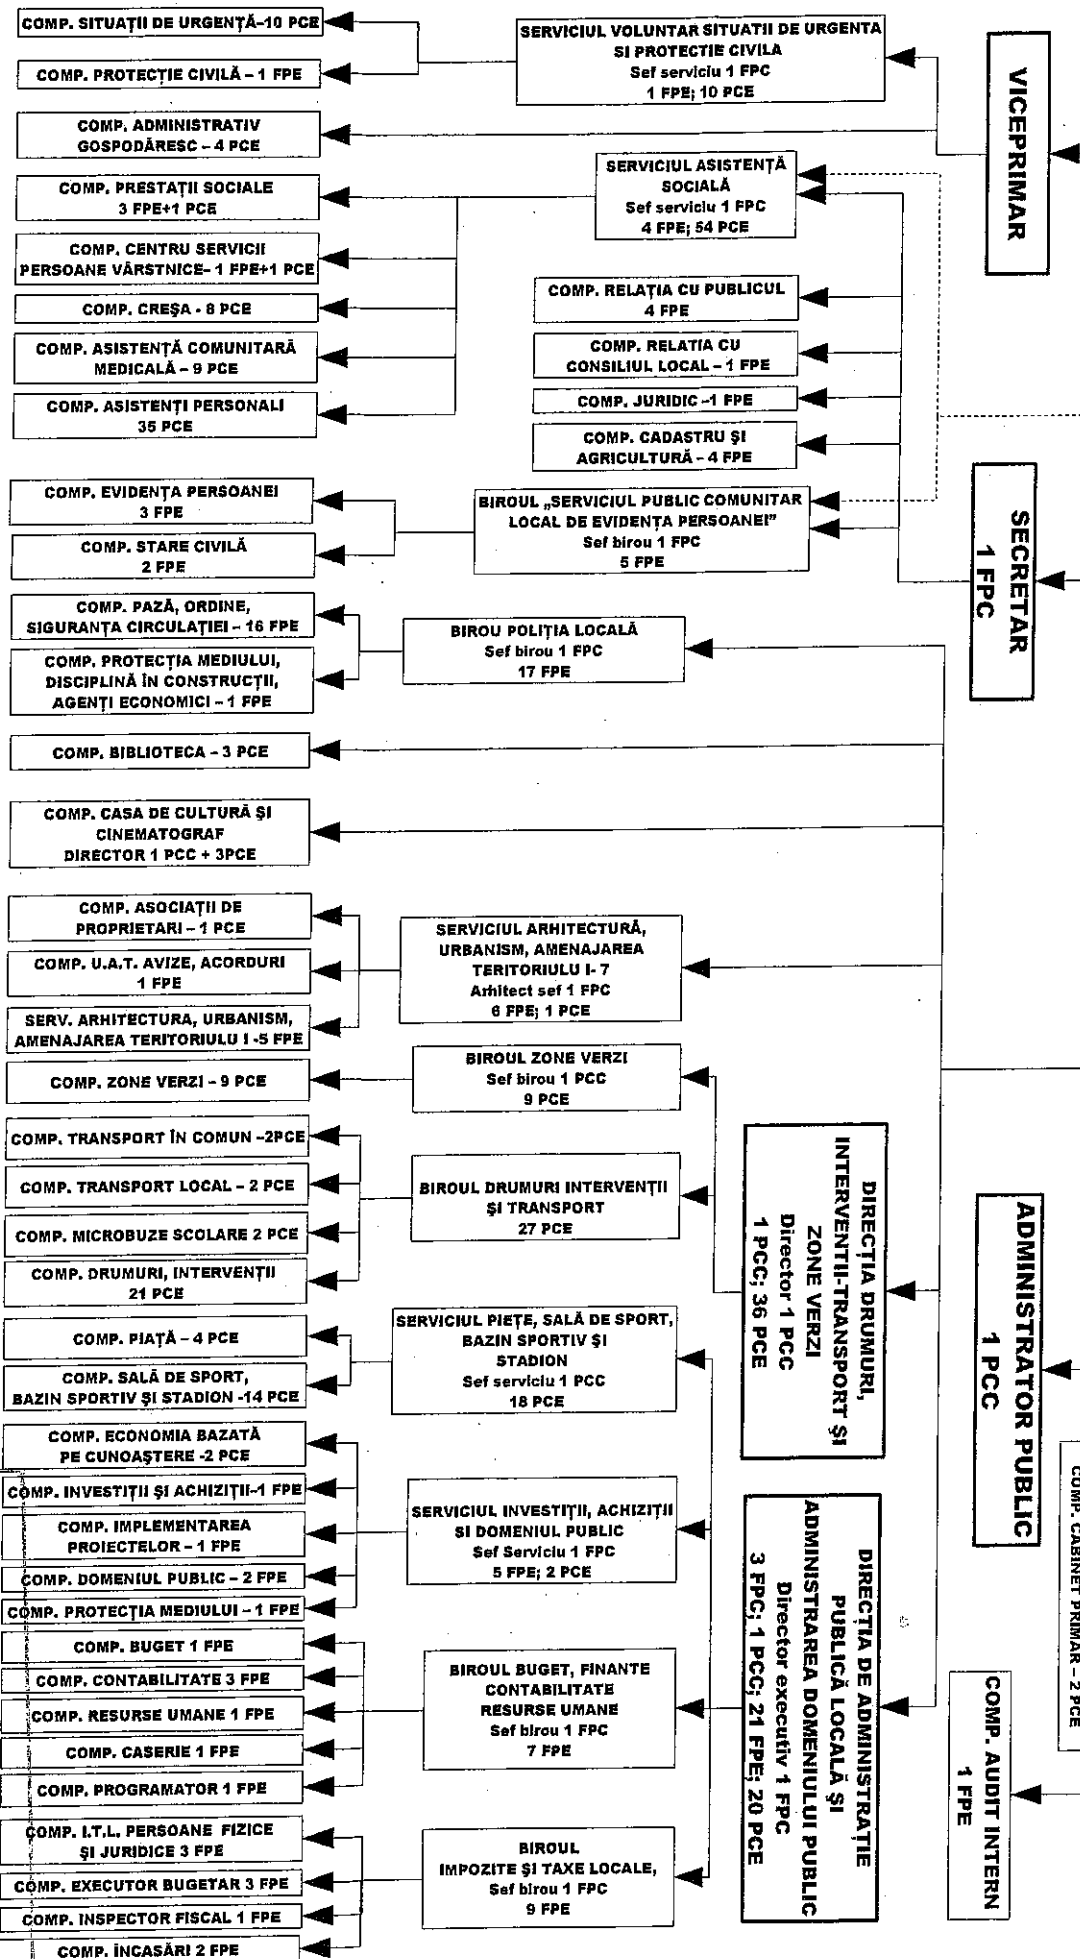 COMP. SITUAȚII DE URGENȚĂ-10 PCE
COMP. PROTECȚIE CIVILĂ – 1 FPE
COMP. ADMINISTRATIV
GOSPODĂRESC – 4 PCE
COMP. PRESTAȚII SOCIALE
3 FPE+1 PCE
COMP. CENTRU SERVICII
PERSOANE VÂRSTNICE– 1 FPE+1 PCE
COMP. CREȘA - 8 PCE
COMP. ASISTENȚĂ COMUNITARĂ
MEDICALĂ – 9 PCE
COMP. ASISTENȚI PERSONALI
35 PCE
COMP. EVIDENȚA PERSOANEI
3 FPE
COMP. STARE CIVILĂ
2 FPE
COMP. PAZĂ, ORDINE,
SIGURANȚA CIRCULAȚIEI – 16 FPE
COMP. PROTECȚIA MEDIULUI,
DISCIPLINĂ ÎN CONSTRUCȚII,
AGENȚI ECONOMICI – 1 FPE
COMP. BIBLIOTECA – 3 PCE
COMP. CASA DE CULTURĂ ȘI
CINEMATOGRAF
DIRECTOR 1 PCC + 3PCE
COMP. ASOCIAȚII DE
PROPRIETARI – 1 PCE
COMP. U.A.T. AVIZE, ACORDURI
1 FPE
SERV. ARHITECTURA, URBANISM,
AMENAJAREA TERITORIULUI I -5 FPE
COMP. ZONE VERZI – 9 PCE
COMP. TRANSPORT ÎN COMUN –2PCE
COMP. TRANSPORT LOCAL – 2 PCE
COMP. MICROBUZE SCOLARE 2 PCE
COMP. DRUMURI, INTERVENȚII
21 PCE
COMP. PIAȚĂ – 4 PCE
COMP. SALĂ DE SPORT,
BAZIN SPORTIV ȘI STADION -14 PCE
COMP. ECONOMIA BAZATĂ
PE CUNOAȘTERE -2 PCE
COMP. INVESTIȚII ȘI ACHIZIȚII–1 FPE
COMP. IMPLEMENTAREA
PROIECTELOR – 1 FPE
COMP. DOMENIUL PUBLIC – 2 FPE
COMP. PROTECȚIA MEDIULUI – 1 FPE
COMP. BUGET 1 FPE
COMP. CONTABILITATE 3 FPE
COMP. RESURSE UMANE 1 FPE
COMP. CASERIE 1 FPE
COMP. PROGRAMATOR 1 FPE
COMP. I.T.L. PERSOANE FIZICE
ȘI JURIDICE 3 FPE
COMP. EXECUTOR BUGETAR 3 FPE
COMP. INSPECTOR FISCAL 1 FPE
COMP. ÎNCASĂRI 2 FPE
SERVICIUL VOLUNTAR SITUATII DE URGENTA
SI PROTECTIE CIVILA
Sef serviciu 1 FPC
1 FPE; 10 PCE
SERVICIUL ASISTENȚĂ
SOCIALĂ
Sef serviciu 1 FPC
4 FPE; 54 PCE
COMP. RELAȚIA CU PUBLICUL
4 FPE
COMP. RELATIA CU
CONSILIUL LOCAL – 1 FPE
COMP. JURIDIC –1 FPE
COMP. CADASTRU ȘI
AGRICULTURĂ – 4 FPE
BIROUL „SERVICIUL PUBLIC COMUNITAR
LOCAL DE EVIDENȚA PERSOANEI”
Sef birou 1 FPC
5 FPE
BIROU POLIȚIA LOCALĂ
Sef birou 1 FPC
17 FPE
SERVICIUL ARHITECTURĂ,
URBANISM, AMENAJAREA
TERITORIULUI I- 7
Arhitect sef 1 FPC
6 FPE; 1 PCE
BIROUL ZONE VERZI
Sef birou 1 PCC
9 PCE
BIROUL DRUMURI INTERVENȚII
ȘI TRANSPORT
27 PCE
SERVICIUL PIEȚE, SALĂ DE SPORT,
BAZIN SPORTIV ȘI
STADION
Sef serviciu 1 PCC
18 PCE
SERVICIUL INVESTIȚII, ACHIZIȚII
SI DOMENIUL PUBLIC
Sef Serviciu 1 FPC
5 FPE; 2 PCE
BIROUL BUGET, FINANTE
CONTABILITATE
RESURSE UMANE
Sef birou 1 FPC
7 FPE
BIROUL
IMPOZITE ȘI TAXE LOCALE,
Sef birou 1 FPC
9 FPE
DIRECȚIA DRUMURI,
INTERVENTII-TRANSPORT ȘI
ZONE VERZI
Director 1 PCC
1 PCC; 36 PCE
DIRECȚIA DE ADMINISTRAȚIE
PUBLICĂ LOCALĂ ȘI
ADMINISTRAREA DOMENIULUI PUBLIC
Director executiv 1 FPC
3 FPC; 1 PCC; 21 FPE; 20 PCE
VICEPRIMAR
SECRETAR
1 FPC
ADMINISTRATOR PUBLIC
1 PCC
COMP. CABINET PRIMAR – 2 PCE
COMP. AUDIT INTERN
1 FPE